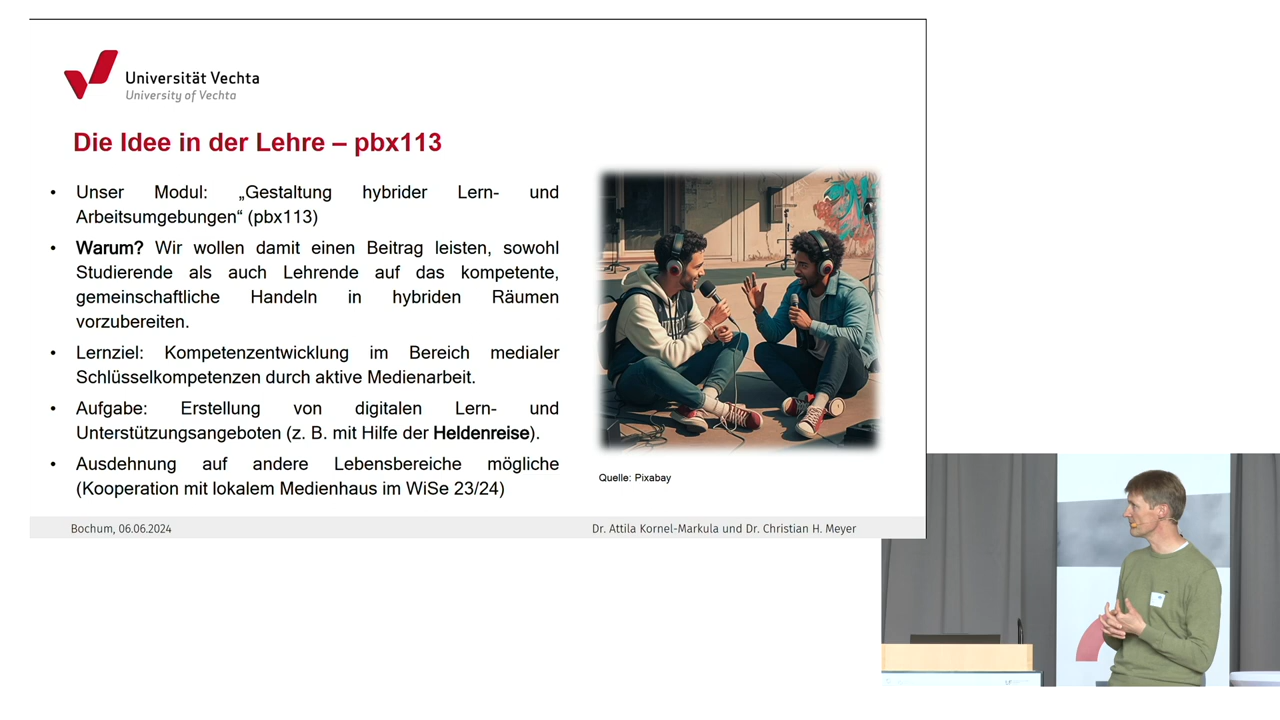 Universität Vechta
University of Vechta
Die Idee in der Lehre – pbx113
• Unser Modul: „Gestaltung hybrider Lern- und
Arbeitsumgebungen“ (pbx113)
• Warum? Wir wollen damit einen Beitrag leisten, sowohl
Studierende als auch Lehrende auf das kompetente,
gemeinschaftliche Handeln in hybriden Räumen
vorzubereiten.
• Lernziel: Kompetenzentwicklung im Bereich medialer
Schlüsselkompetenzen durch aktive Medienarbeit.
• Aufgabe: Erstellung von digitalen Lern- und
Unterstützungsangeboten (z. B. mit Hilfe der Heldenreise).
• Ausdehnung auf andere Lebensbereiche mögliche
(Kooperation mit lokalem Medienhaus im WiSe 23/24)
Quelle: Pixabay
Bochum, 06.06.2024
Dr. Attila Kornel-Markula und Dr. Christian H. Meyer